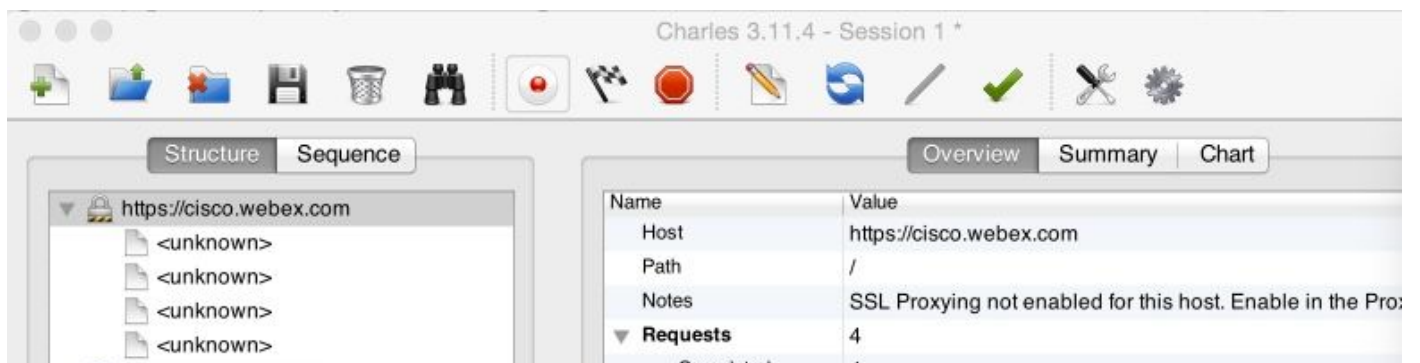 Charles 3.11.4 - Session 1 *
Structure Sequence
Overview Summary Chart
https://cisco.webex.com
<unknown>
<unknown>
<unknown>
<unknown>
Name Value
Host https://cisco.webex.com
Path /
Notes SSL Proxying not enabled for this host. Enable in the
Requests 4